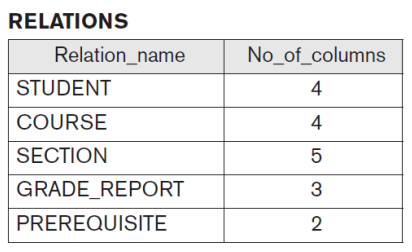 RELATIONS
Relation_name No_of_columns
STUDENT 4
COURSE 4
SECTION 5
GRADE_REPORT 3
PREREQUISITE 2